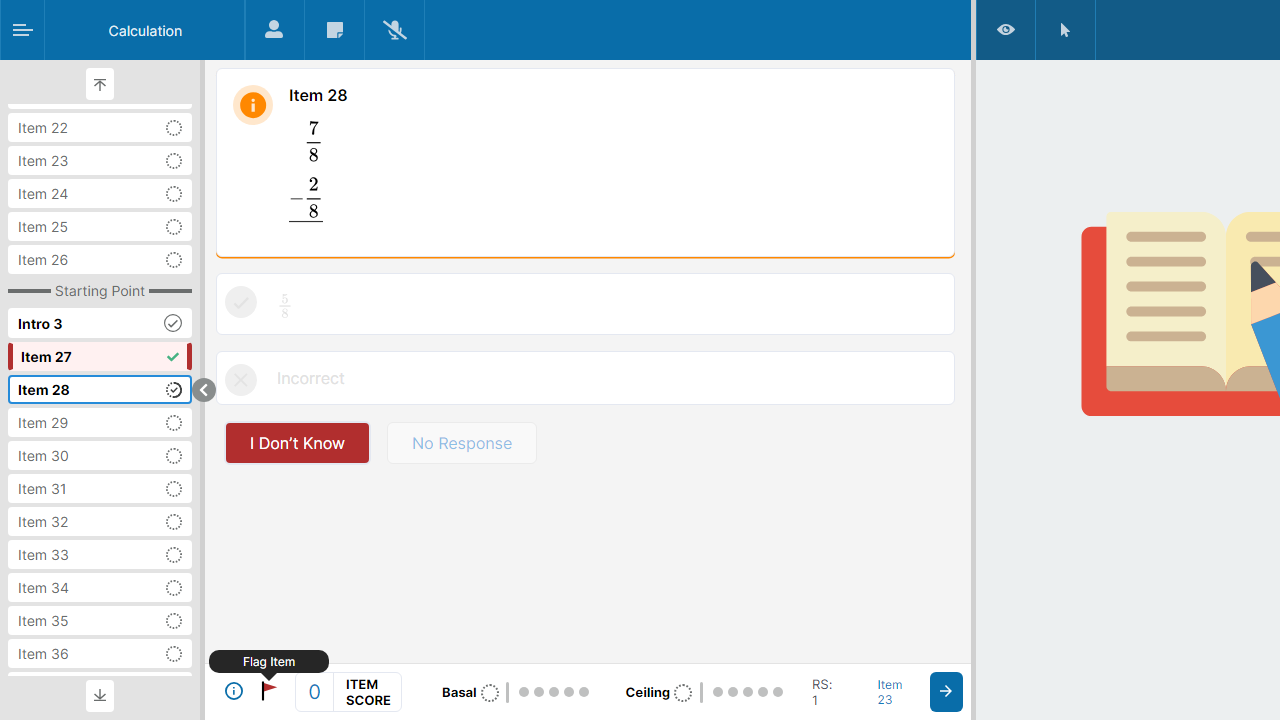 Calculation
Item 22
Item 23
Item 24
Item 25
Item 26
Starting Point
Intro 3
Item 27
Item 28
Item 29
Item 30
Item 31
Item 32
Item 33
Item 34
Item 35
Item 36
Item 28
7
8
− 2
8
5
8
Incorrect
I Don’t Know
No Response
Flag Item
0
ITEM
SCORE
Basal
Ceiling
RS:
1
Item
23